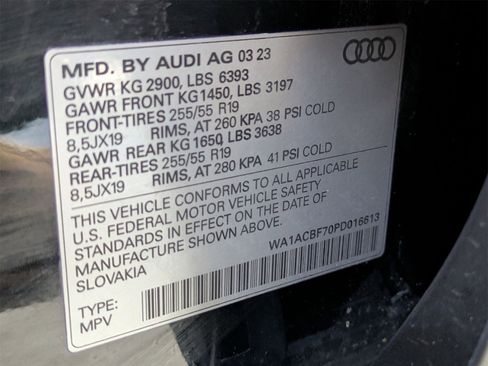 MFD. BY AUDI AG 03 23
GVWR KG 2900, LBS 6393
GAWR FRONT KG 1450, LBS 3197
FRONT-TIRES 255/55 R19
8,5JX19 RIMS, AT 260 KPA 38 PSI COLD
GAWR REAR KG 1650, LBS 3638
REAR-TIRES 255/55 R19
8,5JX19 RIMS, AT 280 KPA 41 PSI COLD
THIS VEHICLE CONFORMS TO ALL APPLICABLE
U.S. FEDERAL MOTOR VEHICLE SAFETY
STANDARDS IN EFFECT ON THE DATE OF
MANUFACTURE SHOWN ABOVE.
SLOVAKIA
WA1ACBF70PD016613
TYPE:
MPV